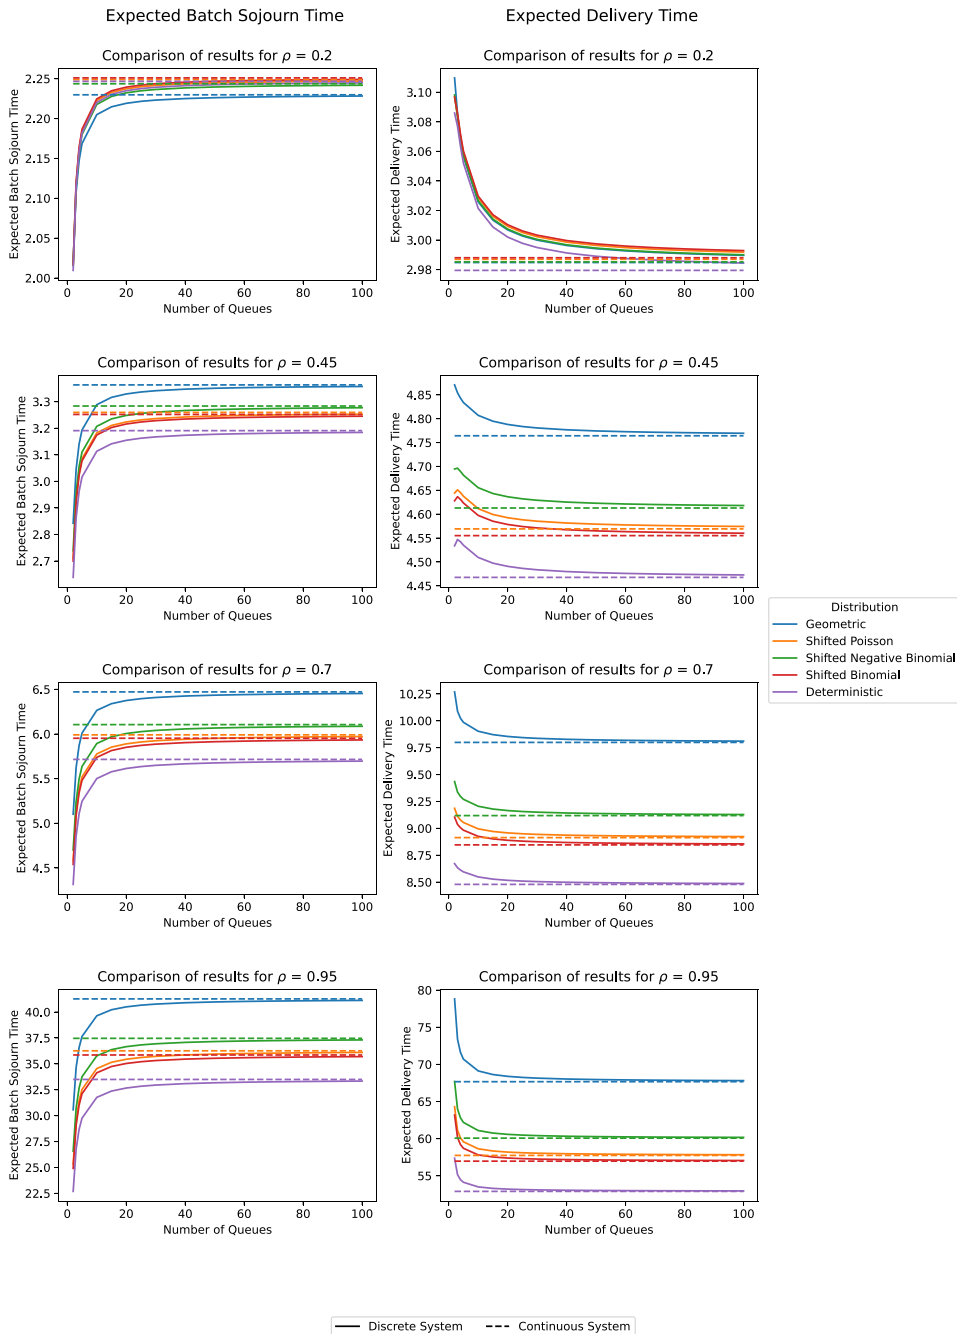 Expected Batch Sojourn Time
Expected Delivery Time
Comparison of results for ρ = 0.2
Expected Batch Sojourn Time
2.25
2.20
2.15
2.10
2.05
2.00
0 20 40 60 80 100
Number of Queues
Comparison of results for ρ = 0.2
Expected Delivery Time
3.10
3.08
3.06
3.04
3.02
3.00
2.98
0 20 40 60 80 100
Number of Queues
Comparison of results for ρ = 0.45
Expected Batch Sojourn Time
3.3
3.2
3.1
3.0
2.9
2.8
2.7
0 20 40 60 80 100
Number of Queues
Comparison of results for ρ = 0.45
Expected Delivery Time
4.85
4.80
4.75
4.70
4.65
4.60
4.55
4.50
4.45
0 20 40 60 80 100
Number of Queues
Distribution
Geometric
Shifted Poisson
Shifted Negative Binomial
Shifted Binomial
Deterministic
Comparison of results for ρ = 0.7
Expected Batch Sojourn Time
6.5
6.0
5.5
5.0
4.5
0 20 40 60 80 100
Number of Queues
Comparison of results for ρ = 0.7
Expected Delivery Time
10.25
10.00
9.75
9.50
9.25
9.00
8.75
8.50
0 20 40 60 80 100
Number of Queues
Comparison of results for ρ = 0.95
Expected Batch Sojourn Time
40.0
37.5
35.0
32.5
30.0
27.5
25.0
22.5
0 20 40 60 80 100
Number of Queues
Comparison of results for ρ = 0.95
Expected Delivery Time
80
75
70
65
60
55
0 20 40 60 80 100
Number of Queues
Discrete System Continuous System